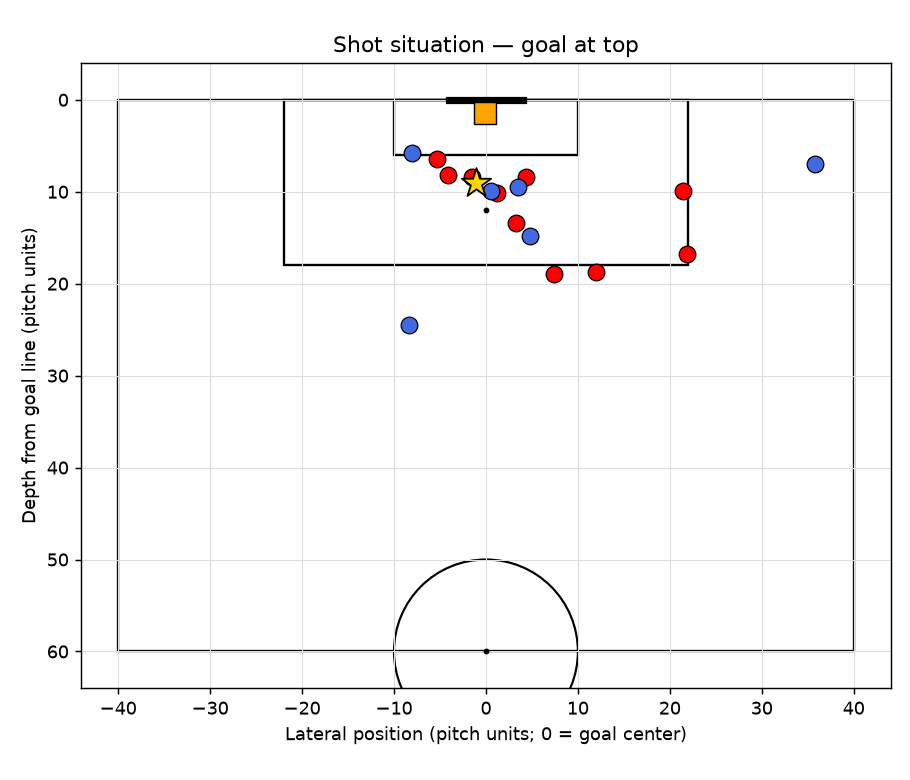 Shot situation — goal at top
0
10
20
30
40
50
60
Depth from goal line (pitch units)
−40 −30 −20 −10 0 10 20 30 40
Lateral position (pitch units; 0 = goal center)